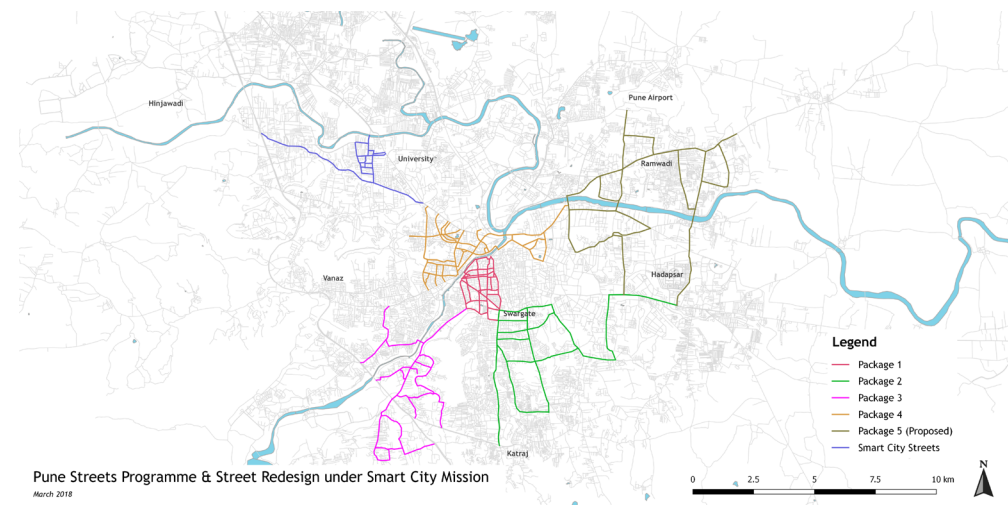 Hinjawadi
Pune Airport
University
Ramwadi
Vanaz
Hadapsar
Swargate
Katraj
Legend
Package 1
Package 2
Package 3
Package 4
Package 5 (Proposed)
Smart City Streets
Pune Streets Programme & Street Redesign under Smart City Mission
March 2018
0 2.5 5 7.5 10 km
N